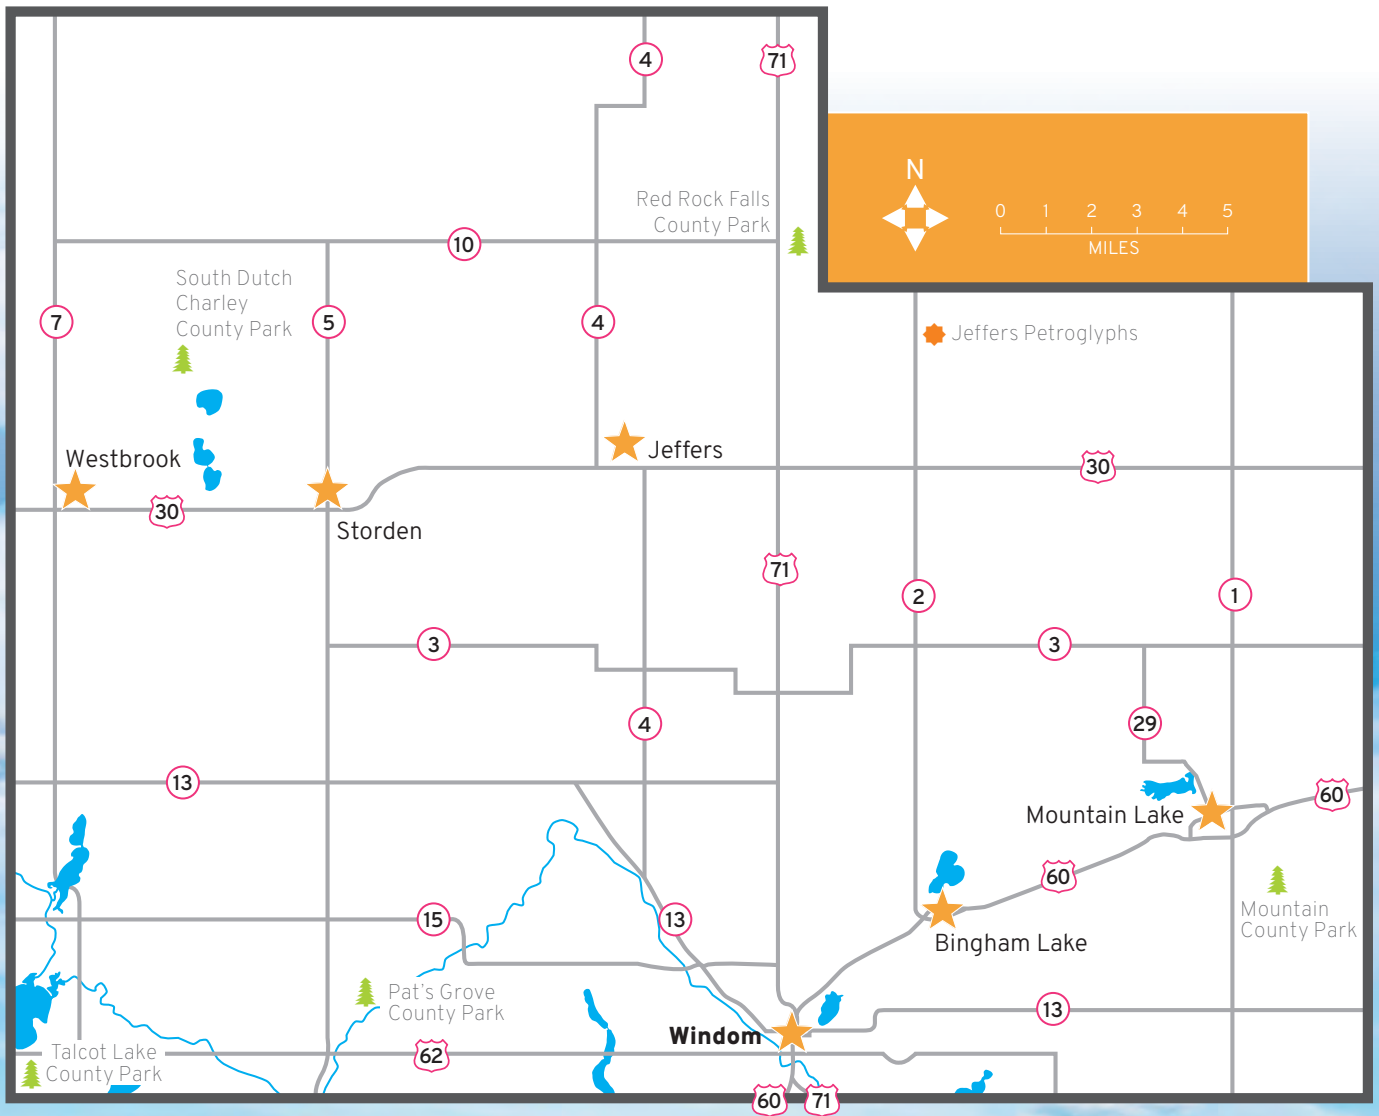 4
71
N
Red Rock Falls
County Park
0 1 2 3 4 5
MILES
10
South Dutch
Charley
County Park
7
5
4
Jeffers Petroglyphs
Westbrook
Jeffers
30
30
Storden
71
2
1
3
3
4
29
13
60
Mountain Lake
60
15
13
Mountain
County Park
Bingham Lake
Pat's Grove
County Park
13
Windom
Talcot Lake
County Park
62
60
71